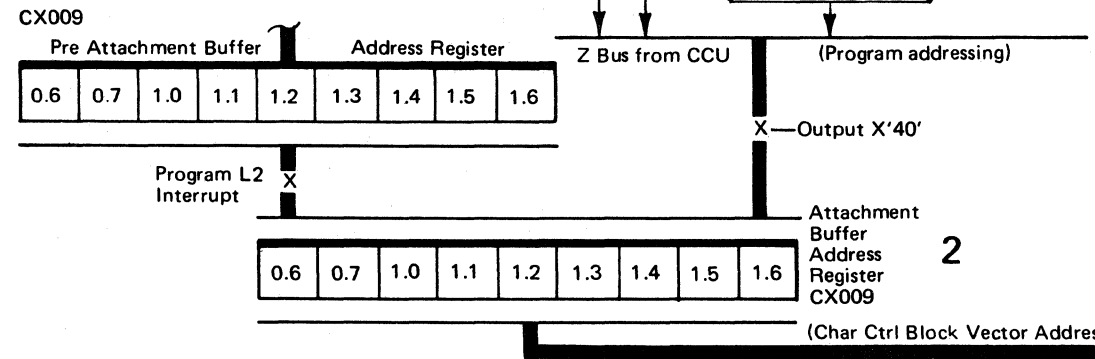 CX009
Pre Attachment Buffer Address Register
0.6 0.7 1.0 1.1 1.2 1.3 1.4 1.5 1.6
Z Bus from CCU
(Program addressing)
X
Output X'40'
Program L2
Interrupt
X
Attachment
Buffer
Address
Register
CX009
2
0.6 0.7 1.0 1.1 1.2 1.3 1.4 1.5 1.6
(Char Ctrl Block Vector Addres